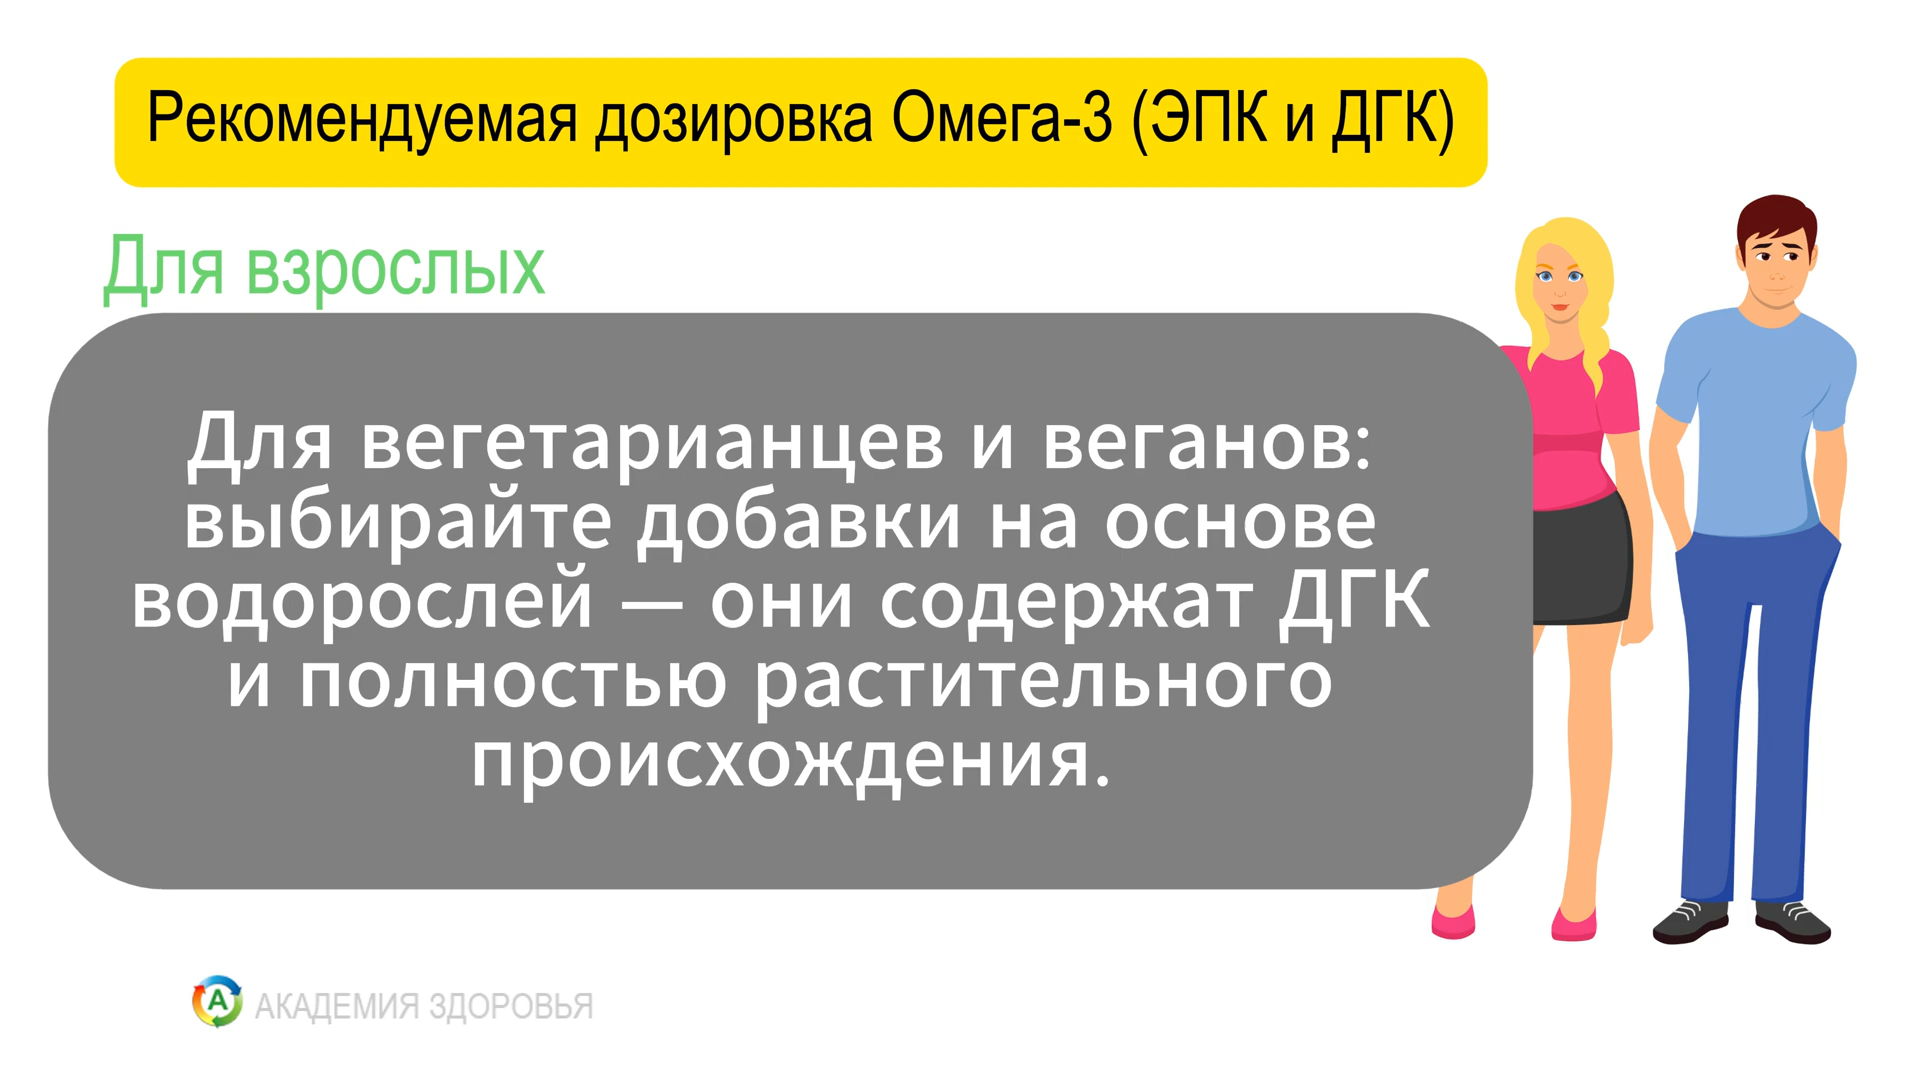 Рекомендуемая дозировка Омега-3 (ЭПК и ДГК)
Для взрослых
Для вегетарианцев и веганов:
выбирайте добавки на основе
водорослей — они содержат ДГК
и полностью растительного
происхождения.
А АКАДЕМИЯ ЗДОРОВЬЯ